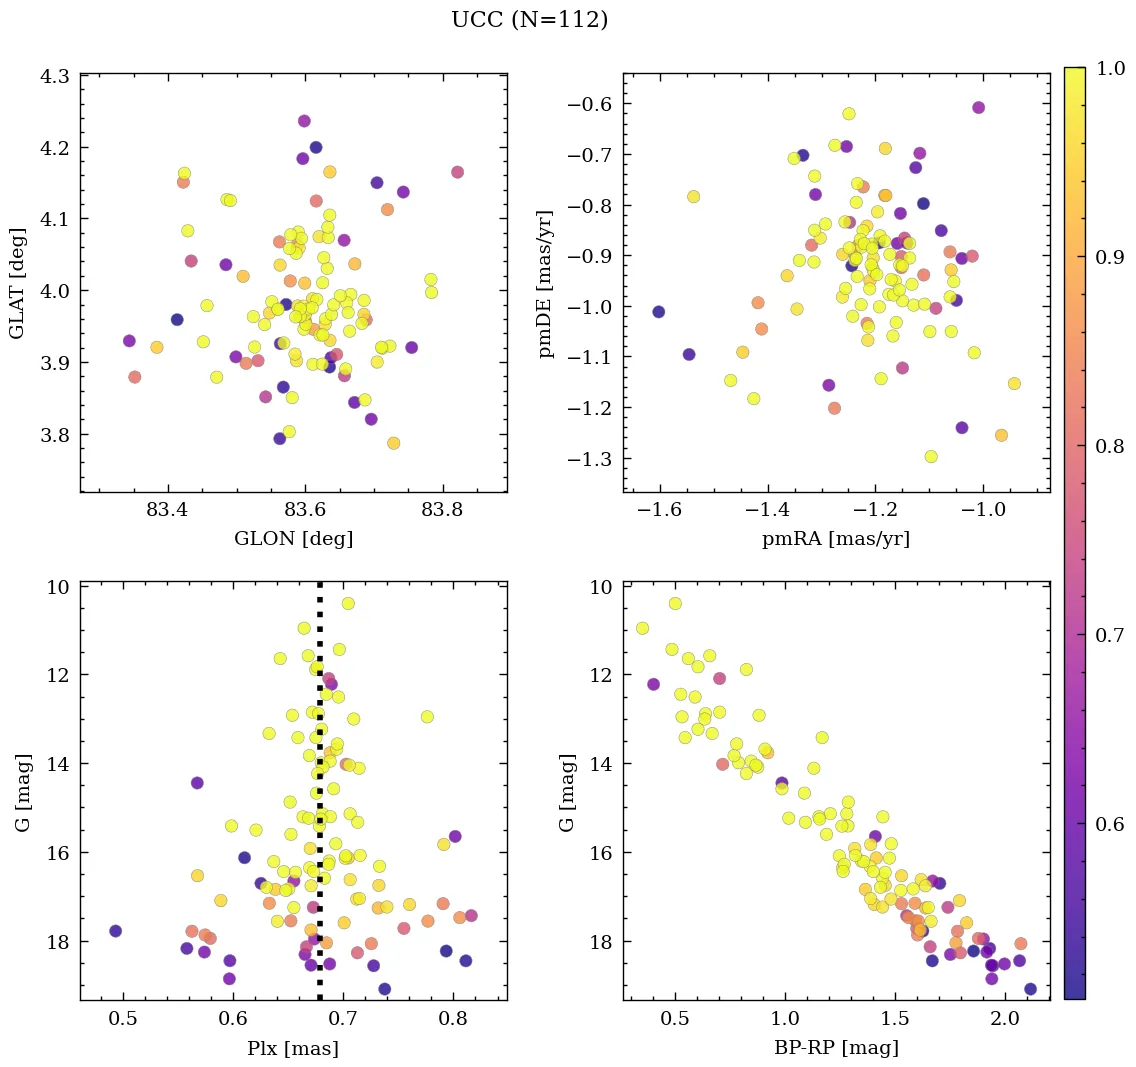 UCC (N=112)
4.3
4.2
4.1
4.0
3.9
3.8
GLAT [deg]
83.4 83.6 83.8
GLON [deg]
−0.6
−0.7
−0.8
−0.9
−1.0
−1.1
−1.2
−1.3
pmDE [mas/yr]
−1.6 −1.4 −1.2 −1.0
pmRA [mas/yr]
10
12
14
16
18
G [mag]
0.5 0.6 0.7 0.8
Plx [mas]
10
12
14
16
18
G [mag]
0.5 1.0 1.5 2.0
BP-RP [mag]
1.0
0.9
0.8
0.7
0.6